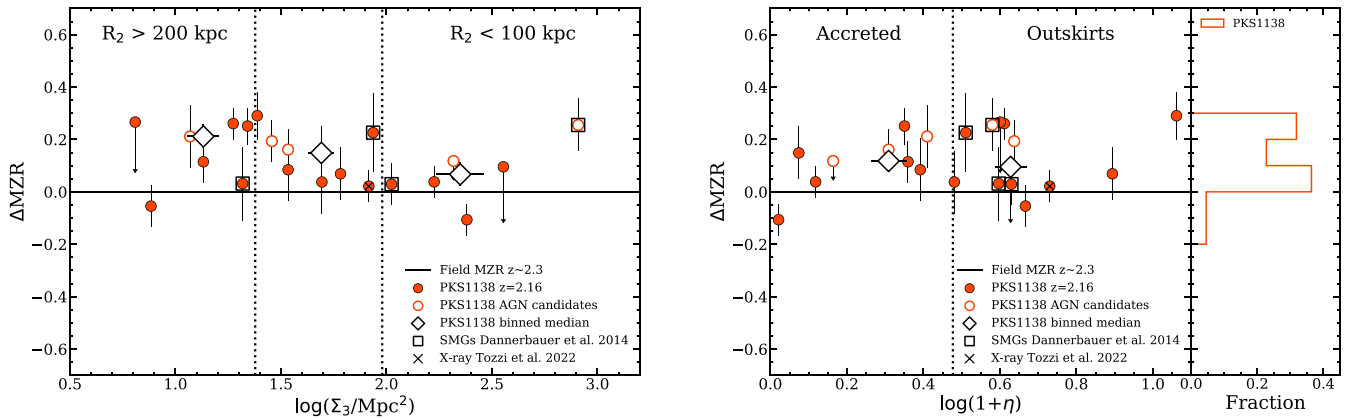 R₂ > 200 kpc
R₂ < 100 kpc
ΔMZR
0.6
0.4
0.2
0.0
−0.2
−0.4
−0.6
Field MZR z~2.3
PKS1138 z=2.16
PKS1138 AGN candidates
PKS1138 binned median
SMGs Dannerbauer et al. 2014
X-ray Tozzi et al. 2022
0.5 1.0 1.5 2.0 2.5 3.0
log(Σ₃/Mpc²)
Accreted
Outskirts
PKS1138
ΔMZR
0.6
0.4
0.2
0.0
−0.2
−0.4
−0.6
Field MZR z~2.3
PKS1138 z=2.16
PKS1138 AGN candidates
PKS1138 binned median
SMGs Dannerbauer et al. 2014
X-ray Tozzi et al. 2022
0.0 0.2 0.4 0.6 0.8 1.0
0.2 0.4
log(1+η)
Fraction